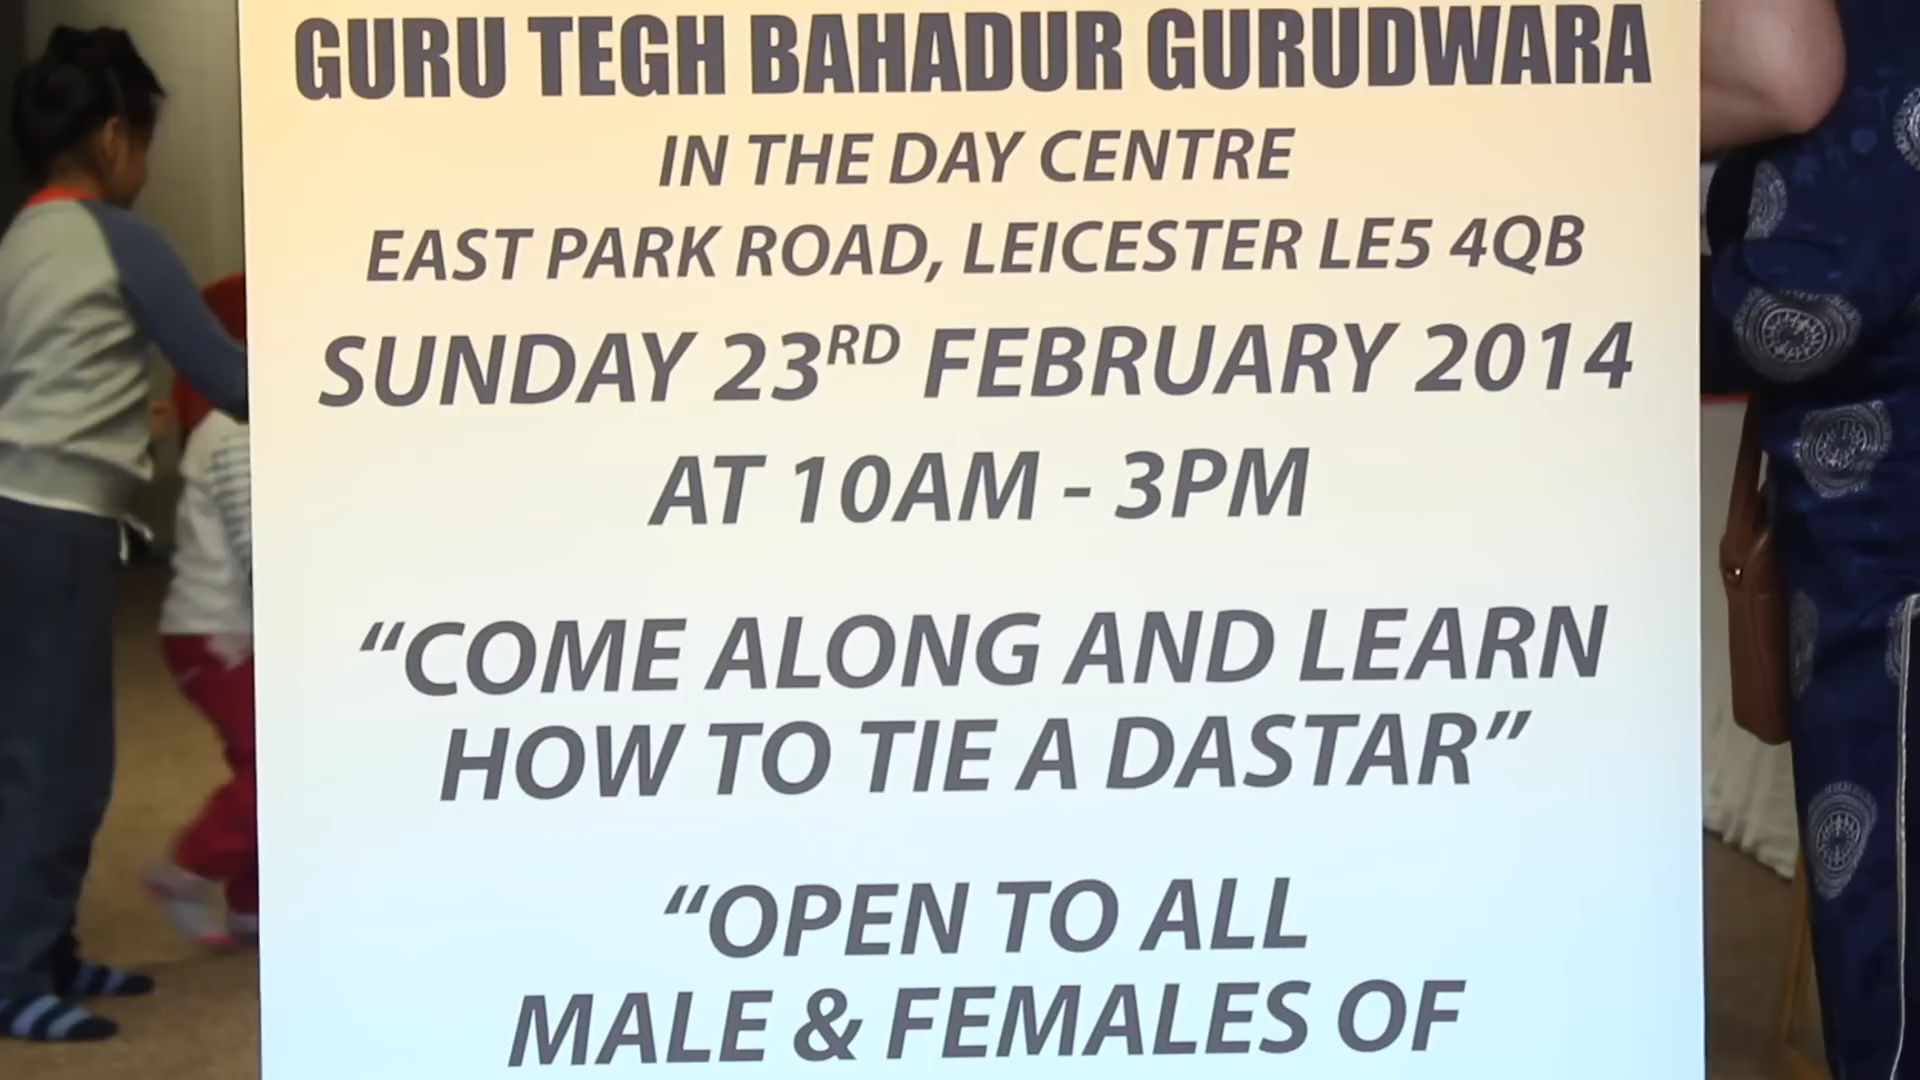 GURU TEGH BAHADUR GURUDWARA
IN THE DAY CENTRE
EAST PARK ROAD, LEICESTER LE5 4QB
SUNDAY 23RD FEBRUARY 2014
AT 10AM - 3PM
“COME ALONG AND LEARN
HOW TO TIE A DASTAR”
“OPEN TO ALL
MALE & FEMALES OF